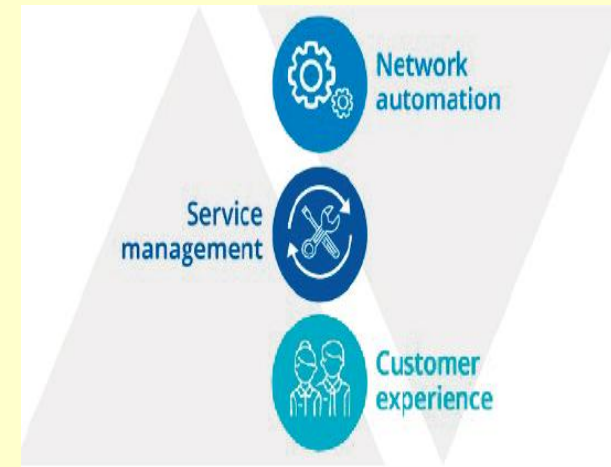 Network
automation
Service
management
Customer
experience